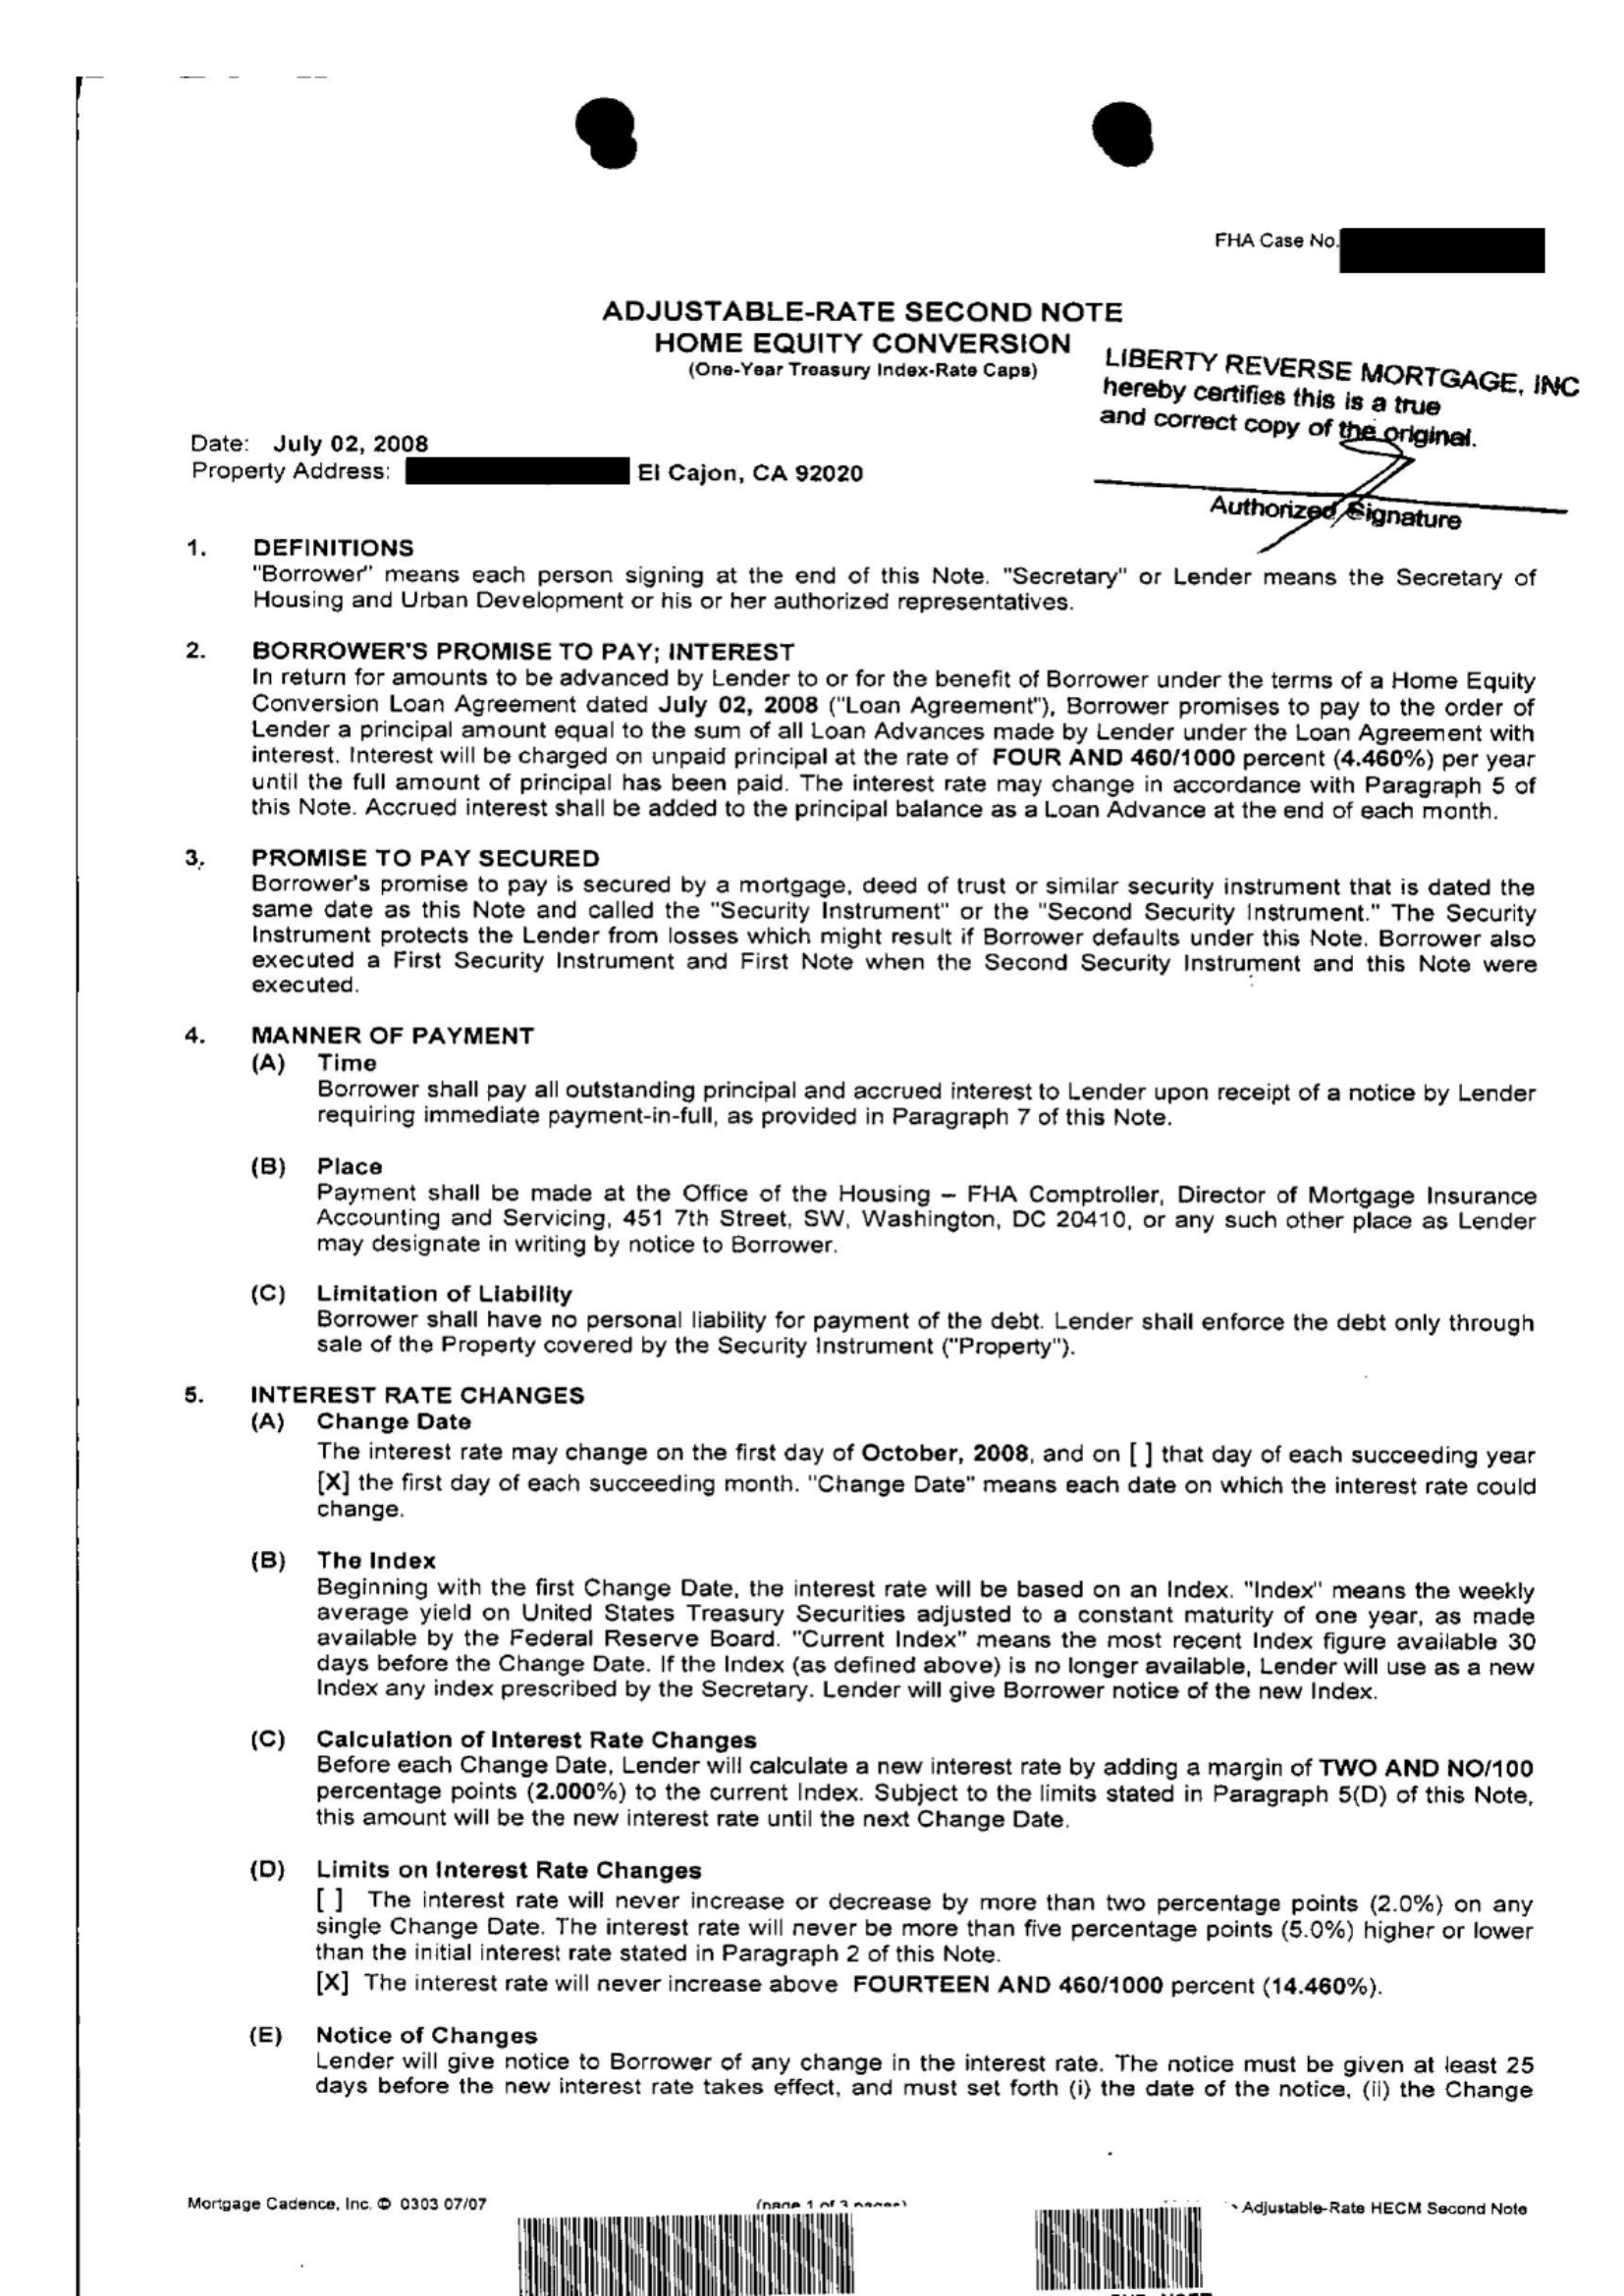 FHA Case No.
ADJUSTABLE-RATE SECOND NOTE
HOME EQUITY CONVERSION
(One-Year Treasury Index-Rate Caps)
LIBERTY REVERSE MORTGAGE, INC
hereby certifies this is a true
and correct copy of the original.
Authorized Signature
Date: July 02, 2008
Property Address: El Cajon, CA 92020
1. DEFINITIONS
"Borrower" means each person signing at the end of this Note. "Secretary" or Lender means the Secretary of
Housing and Urban Development or his or her authorized representatives.
2. BORROWER'S PROMISE TO PAY; INTEREST
In return for amounts to be advanced by Lender to or for the benefit of Borrower under the terms of a Home Equity
Conversion Loan Agreement dated July 02, 2008 ("Loan Agreement"), Borrower promises to pay to the order of
Lender a principal amount equal to the sum of all Loan Advances made by Lender under the Loan Agreement with
interest. Interest will be charged on unpaid principal at the rate of FOUR AND 460/1000 percent (4.460%) per year
until the full amount of principal has been paid. The interest rate may change in accordance with Paragraph 5 of
this Note. Accrued interest shall be added to the principal balance as a Loan Advance at the end of each month.
3. PROMISE TO PAY SECURED
Borrower's promise to pay is secured by a mortgage, deed of trust or similar security instrument that is dated the
same date as this Note and called the "Security Instrument" or the "Second Security Instrument." The Security
Instrument protects the Lender from losses which might result if Borrower defaults under this Note. Borrower also
executed a First Security Instrument and First Note when the Second Security Instrument and this Note were
executed.
4. MANNER OF PAYMENT
(A) Time
Borrower shall pay all outstanding principal and accrued interest to Lender upon receipt of a notice by Lender
requiring immediate payment-in-full, as provided in Paragraph 7 of this Note.
(B) Place
Payment shall be made at the Office of the Housing – FHA Comptroller, Director of Mortgage Insurance
Accounting and Servicing, 451 7th Street, SW, Washington, DC 20410, or any such other place as Lender
may designate in writing by notice to Borrower.
(C) Limitation of Liability
Borrower shall have no personal liability for payment of the debt. Lender shall enforce the debt only through
sale of the Property covered by the Security Instrument ("Property").
5. INTEREST RATE CHANGES
(A) Change Date
The interest rate may change on the first day of October, 2008, and on [ ] that day of each succeeding year
[X] the first day of each succeeding month. "Change Date" means each date on which the interest rate could
change.
(B) The Index
Beginning with the first Change Date, the interest rate will be based on an Index. "Index" means the weekly
average yield on United States Treasury Securities adjusted to a constant maturity of one year, as made
available by the Federal Reserve Board. "Current Index" means the most recent Index figure available 30
days before the Change Date. If the Index (as defined above) is no longer available, Lender will use as a new
Index any index prescribed by the Secretary. Lender will give Borrower notice of the new Index.
(C) Calculation of Interest Rate Changes
Before each Change Date, Lender will calculate a new interest rate by adding a margin of TWO AND NO/100
percentage points (2.000%) to the current Index. Subject to the limits stated in Paragraph 5(D) of this Note,
this amount will be the new interest rate until the next Change Date.
(D) Limits on Interest Rate Changes
[ ] The interest rate will never increase or decrease by more than two percentage points (2.0%) on any
single Change Date. The interest rate will never be more than five percentage points (5.0%) higher or lower
than the initial interest rate stated in Paragraph 2 of this Note.
[X] The interest rate will never increase above FOURTEEN AND 460/1000 percent (14.460%).
(E) Notice of Changes
Lender will give notice to Borrower of any change in the interest rate. The notice must be given at least 25
days before the new interest rate takes effect, and must set forth (i) the date of the notice, (ii) the Change
Mortgage Cadence, Inc. © 0303 07/07
(page 1 of 3 pages)
Adjustable-Rate HECM Second Note